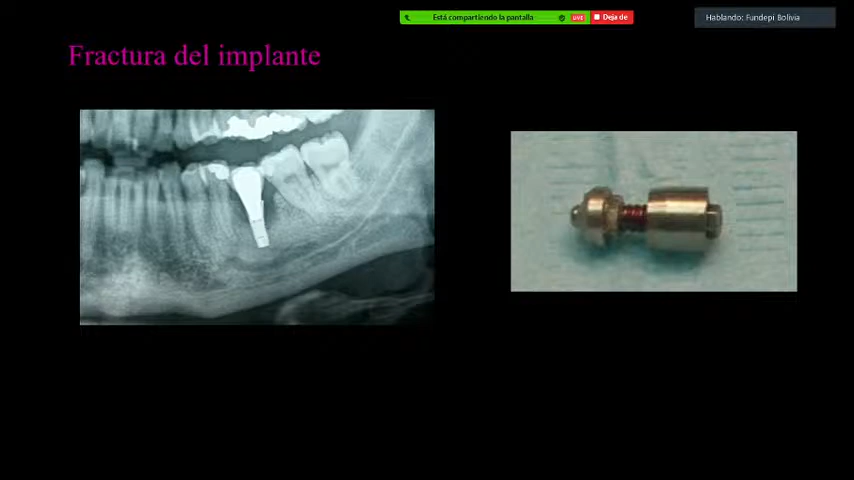 Está compartiendo la pantalla
LIVE
Deja de
Hablando: Fundepi Bolivia
Fractura del implante